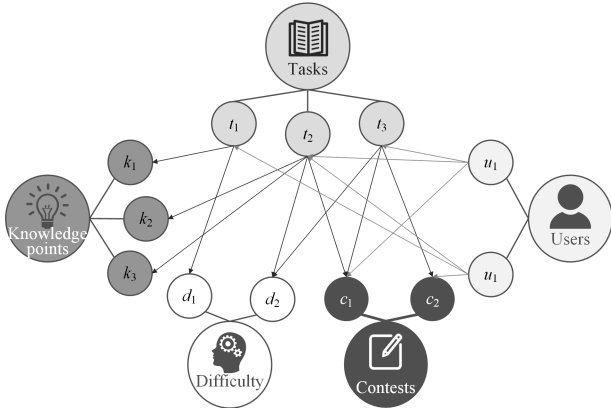 Tasks
t1
t2
t3
k1
u1
Knowledge
points
k2
Users
k3
u1
d1
d2
c1
c2
Difficulty
Contests